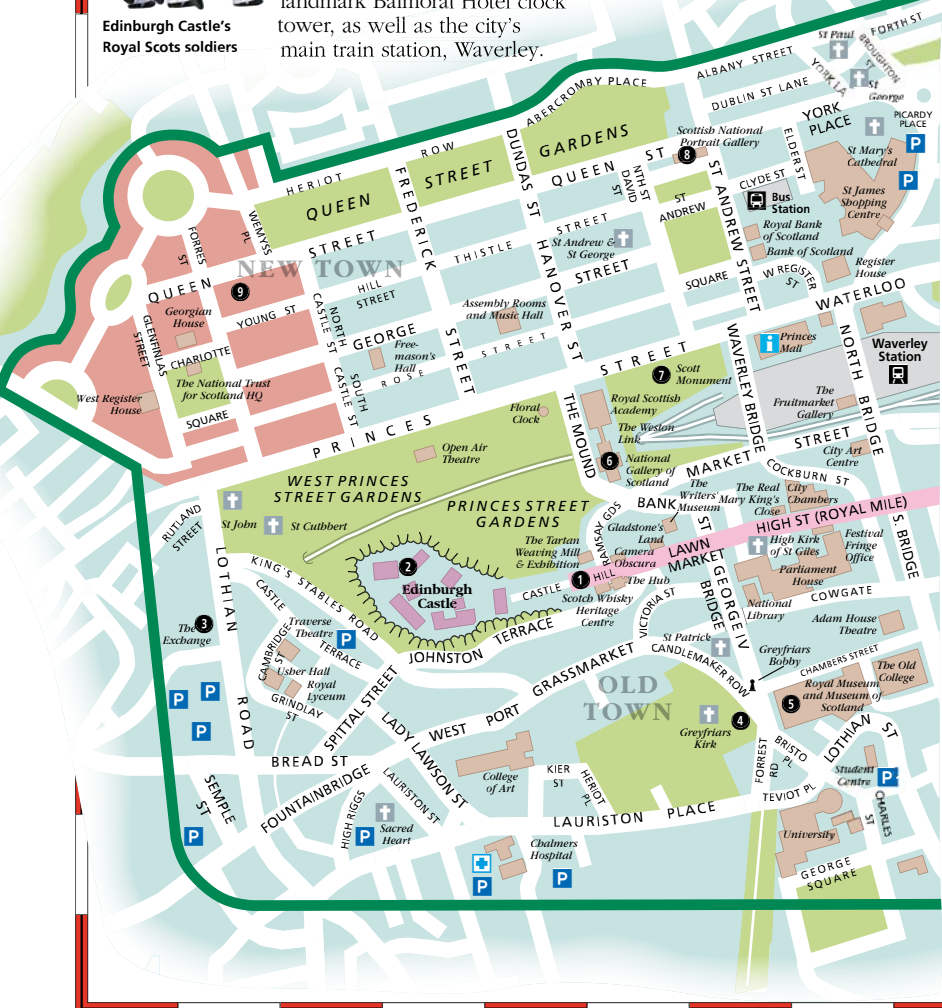 landmark Balmoral Hotel clock
tower, as well as the city's
main train station, Waverley.
Edinburgh Castle's
Royal Scots soldiers
FORTH ST
St Paul
BROUGHTON ST
ALBANY STREET
YORK LA
St
George
ABERCROMBY PLACE
DUBLIN ST LANE
YORK
PLACE
PICARDY
PLACE
P
HERIOT ROW
DUNDAS ST
QUEEN STREET GARDENS
Scottish National
Portrait Gallery
8
ELDER ST
St Mary's
Cathedral
P
QUEEN ST
NTH ST
DAVID
ST
CLYDE ST
Bus
Station
St James
Shopping
Centre
ST
ANDREW
SQUARE
ST ANDREW STREET
WEMYSS
PL
FREDERICK STREET
FORRES
ST
QUEEN STREET
THISTLE STREET
HANOVER ST
St Andrew &
St George
Royal Bank
of Scotland
Bank of Scotland
Register
House
W REGISTER
ST
NEW TOWN
HILL
STREET
9
YOUNG ST
NORTH
CASTLE ST
GEORGE STREET
Assembly Rooms
and Music Hall
Georgian
House
GLENFINLAS
STREET
CHARLOTTE
SQUARE
Free-
mason's
Hall
ROSE STREET
SOUTH
CASTLE ST
The National Trust
for Scotland HQ
West Register
House
WATERLOO
WAVERLEY BRIDGE
i
Princes
Mall
NORTH BRIDGE
Waverley
Station
PRINCES STREET
7
Scott
Monument
The
Fruitmarket
Gallery
Floral
Clock
THE MOUND
Royal Scottish
Academy
The Weston
Link
6
National
Gallery of
Scotland
Open Air
Theatre
MARKET STREET
City Art
Centre
COCKBURN ST
WEST PRINCES
STREET GARDENS
PRINCES STREET
GARDENS
BANK ST
The
Writers'
Museum
The Real
Mary King's
Close
City
Chambers
HIGH ST (ROYAL MILE)
S. BRIDGE
RUTLAND
STREET
St John
St Cuthbert
RAMSAY GDS
Gladstone's
Land
Camera
Obscura
LAWN
MARKET
High Kirk
of St Giles
Festival
Fringe
Office
The Tartan
Weaving Mill
& Exhibition
Parliament
House
LOTHIAN ROAD
KING'S STABLES ROAD
2
Edinburgh
Castle
CASTLE HILL
1
The Hub
Scotch Whisky
Heritage
Centre
GEORGE IV
BRIDGE
National
Library
COWGATE
CASTLE
TERRACE
VICTORIA ST
Adam House
Theatre
The
Exchange
3
Traverse
Theatre
P
JOHNSTON TERRACE
St Patrick
CANDLEMAKER ROW
Greyfriars
Bobby
CHAMBERS STREET
CAMBRIDGE
ST
Usher Hall
Royal
Lyceum
GRINDLAY
ST
SPITTAL STREET
GRASSMARKET
OLD
TOWN
The Old
College
Royal Museum
and Museum of
Scotland
5
P
P
P
LADY LAWSON ST
WEST PORT
Greyfriars
Kirk
4
FORREST
RD
BRISTO
PL
LOTHIAN ST
BREAD ST
FOUNTAINBRIDGE
LAURISTON ST
College
of Art
KIER
ST
HERIOT
PL
TEVIOT PL
Student
Centre
P
CHARLES
ST
SEMPLE
ST
HIGH RIGGS
P
Sacred
Heart
P
LAURISTON PLACE
University
Chalmers
Hospital
P
P
GEORGE
SQUARE